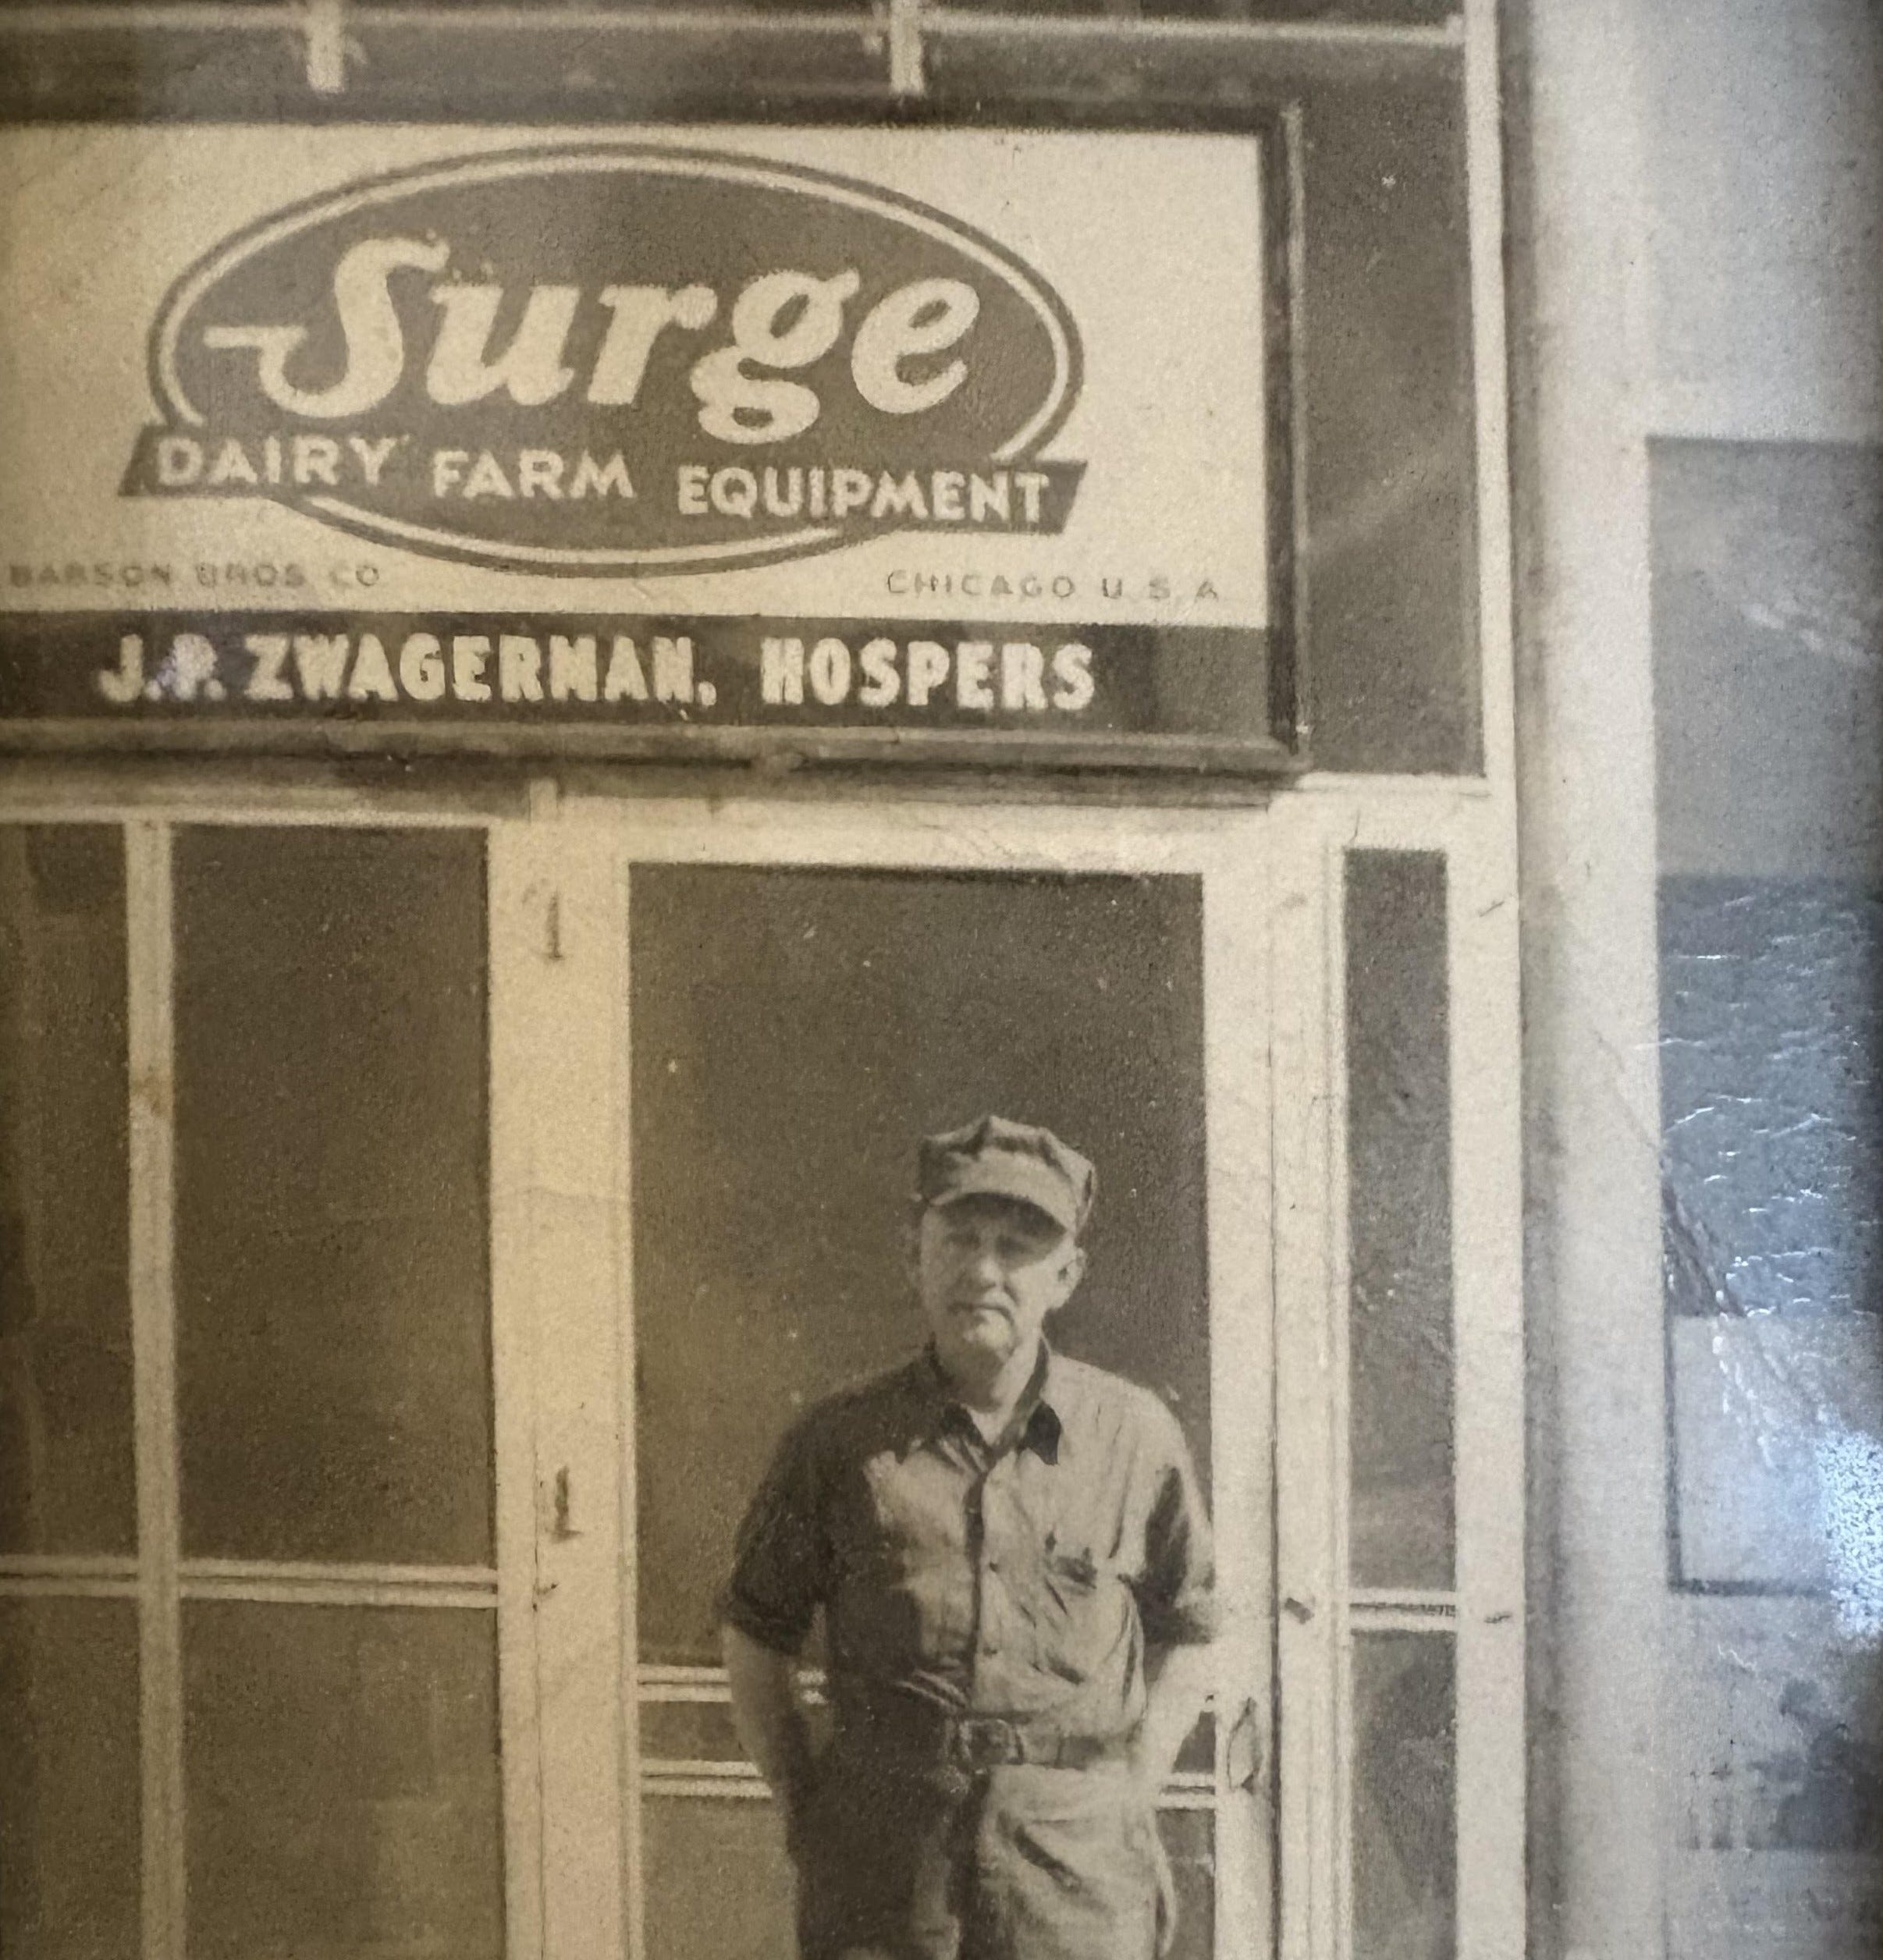 Surge
DAIRY FARM EQUIPMENT
BABSON BROS CO CHICAGO U.S.A
J.P. ZWAGERMAN, HOSPERS